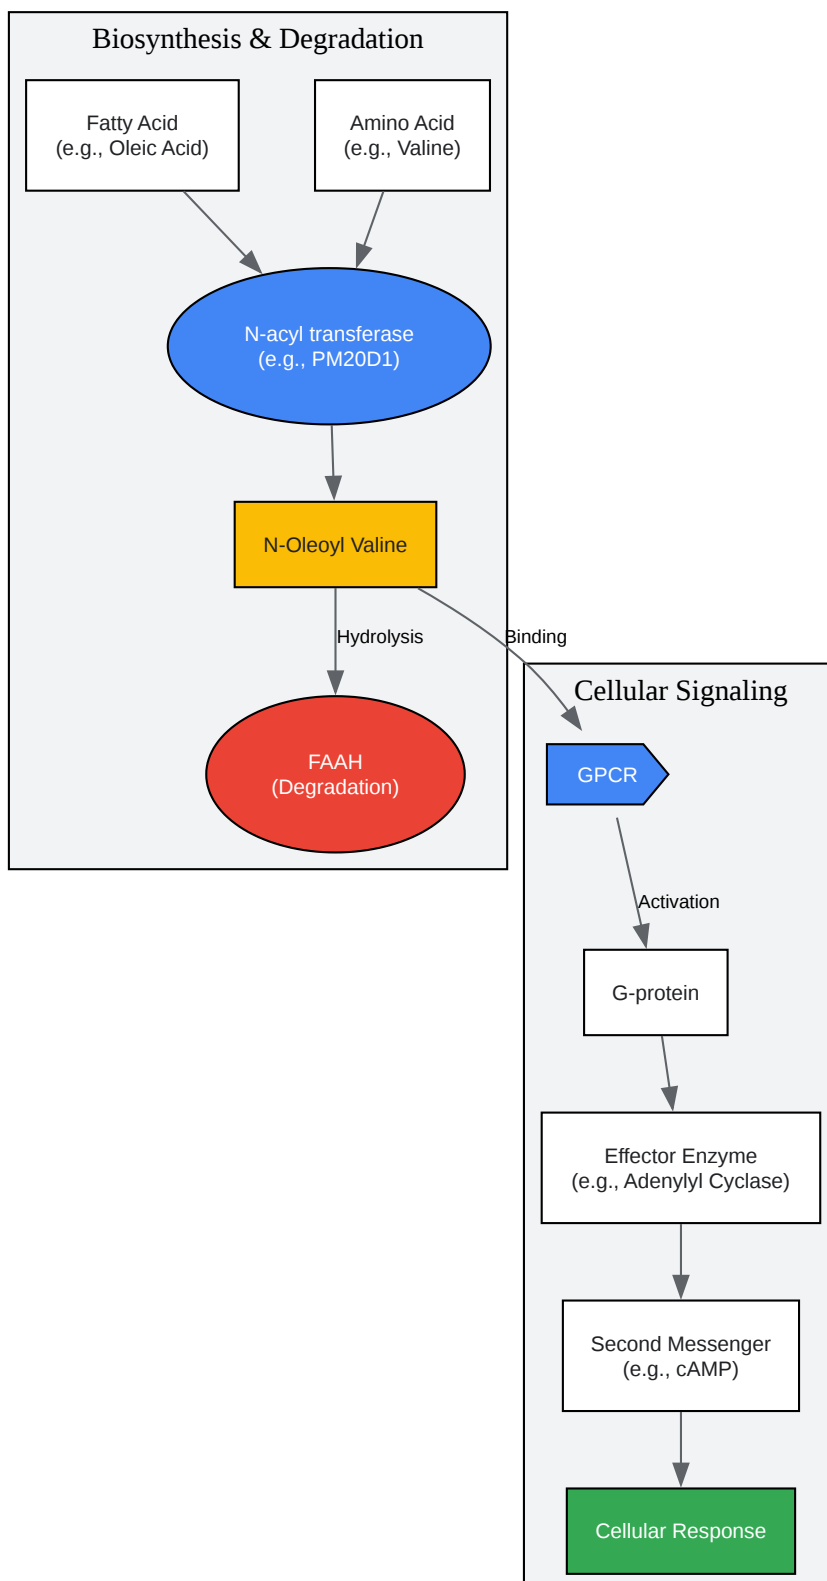 Biosynthesis & Degradation
Fatty Acid
(e.g., Oleic Acid)
Amino Acid
(e.g., Valine)
N-acyl transferase
(e.g., PM20D1)
N-Oleoyl Valine
Hydrolysis
Binding
FAAH
(Degradation)
Cellular Signaling
GPCR
Activation
G-protein
Effector Enzyme
(e.g., Adenylyl Cyclase)
Second Messenger
(e.g., cAMP)
Cellular Response